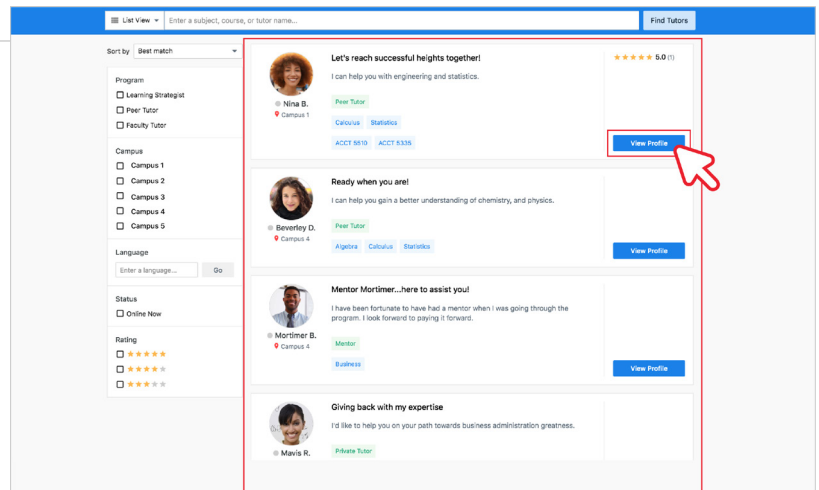 List View Enter a subject, course, or tutor name... Find Tutors
Sort by Best match
Program
Learning Strategist
Peer Tutor
Faculty Tutor
Campus
Campus 1
Campus 2
Campus 3
Campus 4
Campus 5
Language
Enter a language... Go
Status
Online Now
Rating
Let's reach successful heights together!
5.0 (1)
I can help you with engineering and statistics.
Nina B.
Campus 1
Peer Tutor
Calculus Statistics
ACCT 5510 ACCT 5335
View Profile
Ready when you are!
I can help you gain a better understanding of chemistry, and physics.
Beverley D.
Campus 4
Peer Tutor
Algebra Calculus Statistics
View Profile
Mentor Mortimer...here to assist you!
I have been fortunate to have had a mentor when I was going through the
program. I look forward to paying it forward.
Mortimer B.
Campus 4
Mentor
Business
View Profile
Giving back with my expertise
I'd like to help you on your path towards business administration greatness.
Mavis R.
Private Tutor